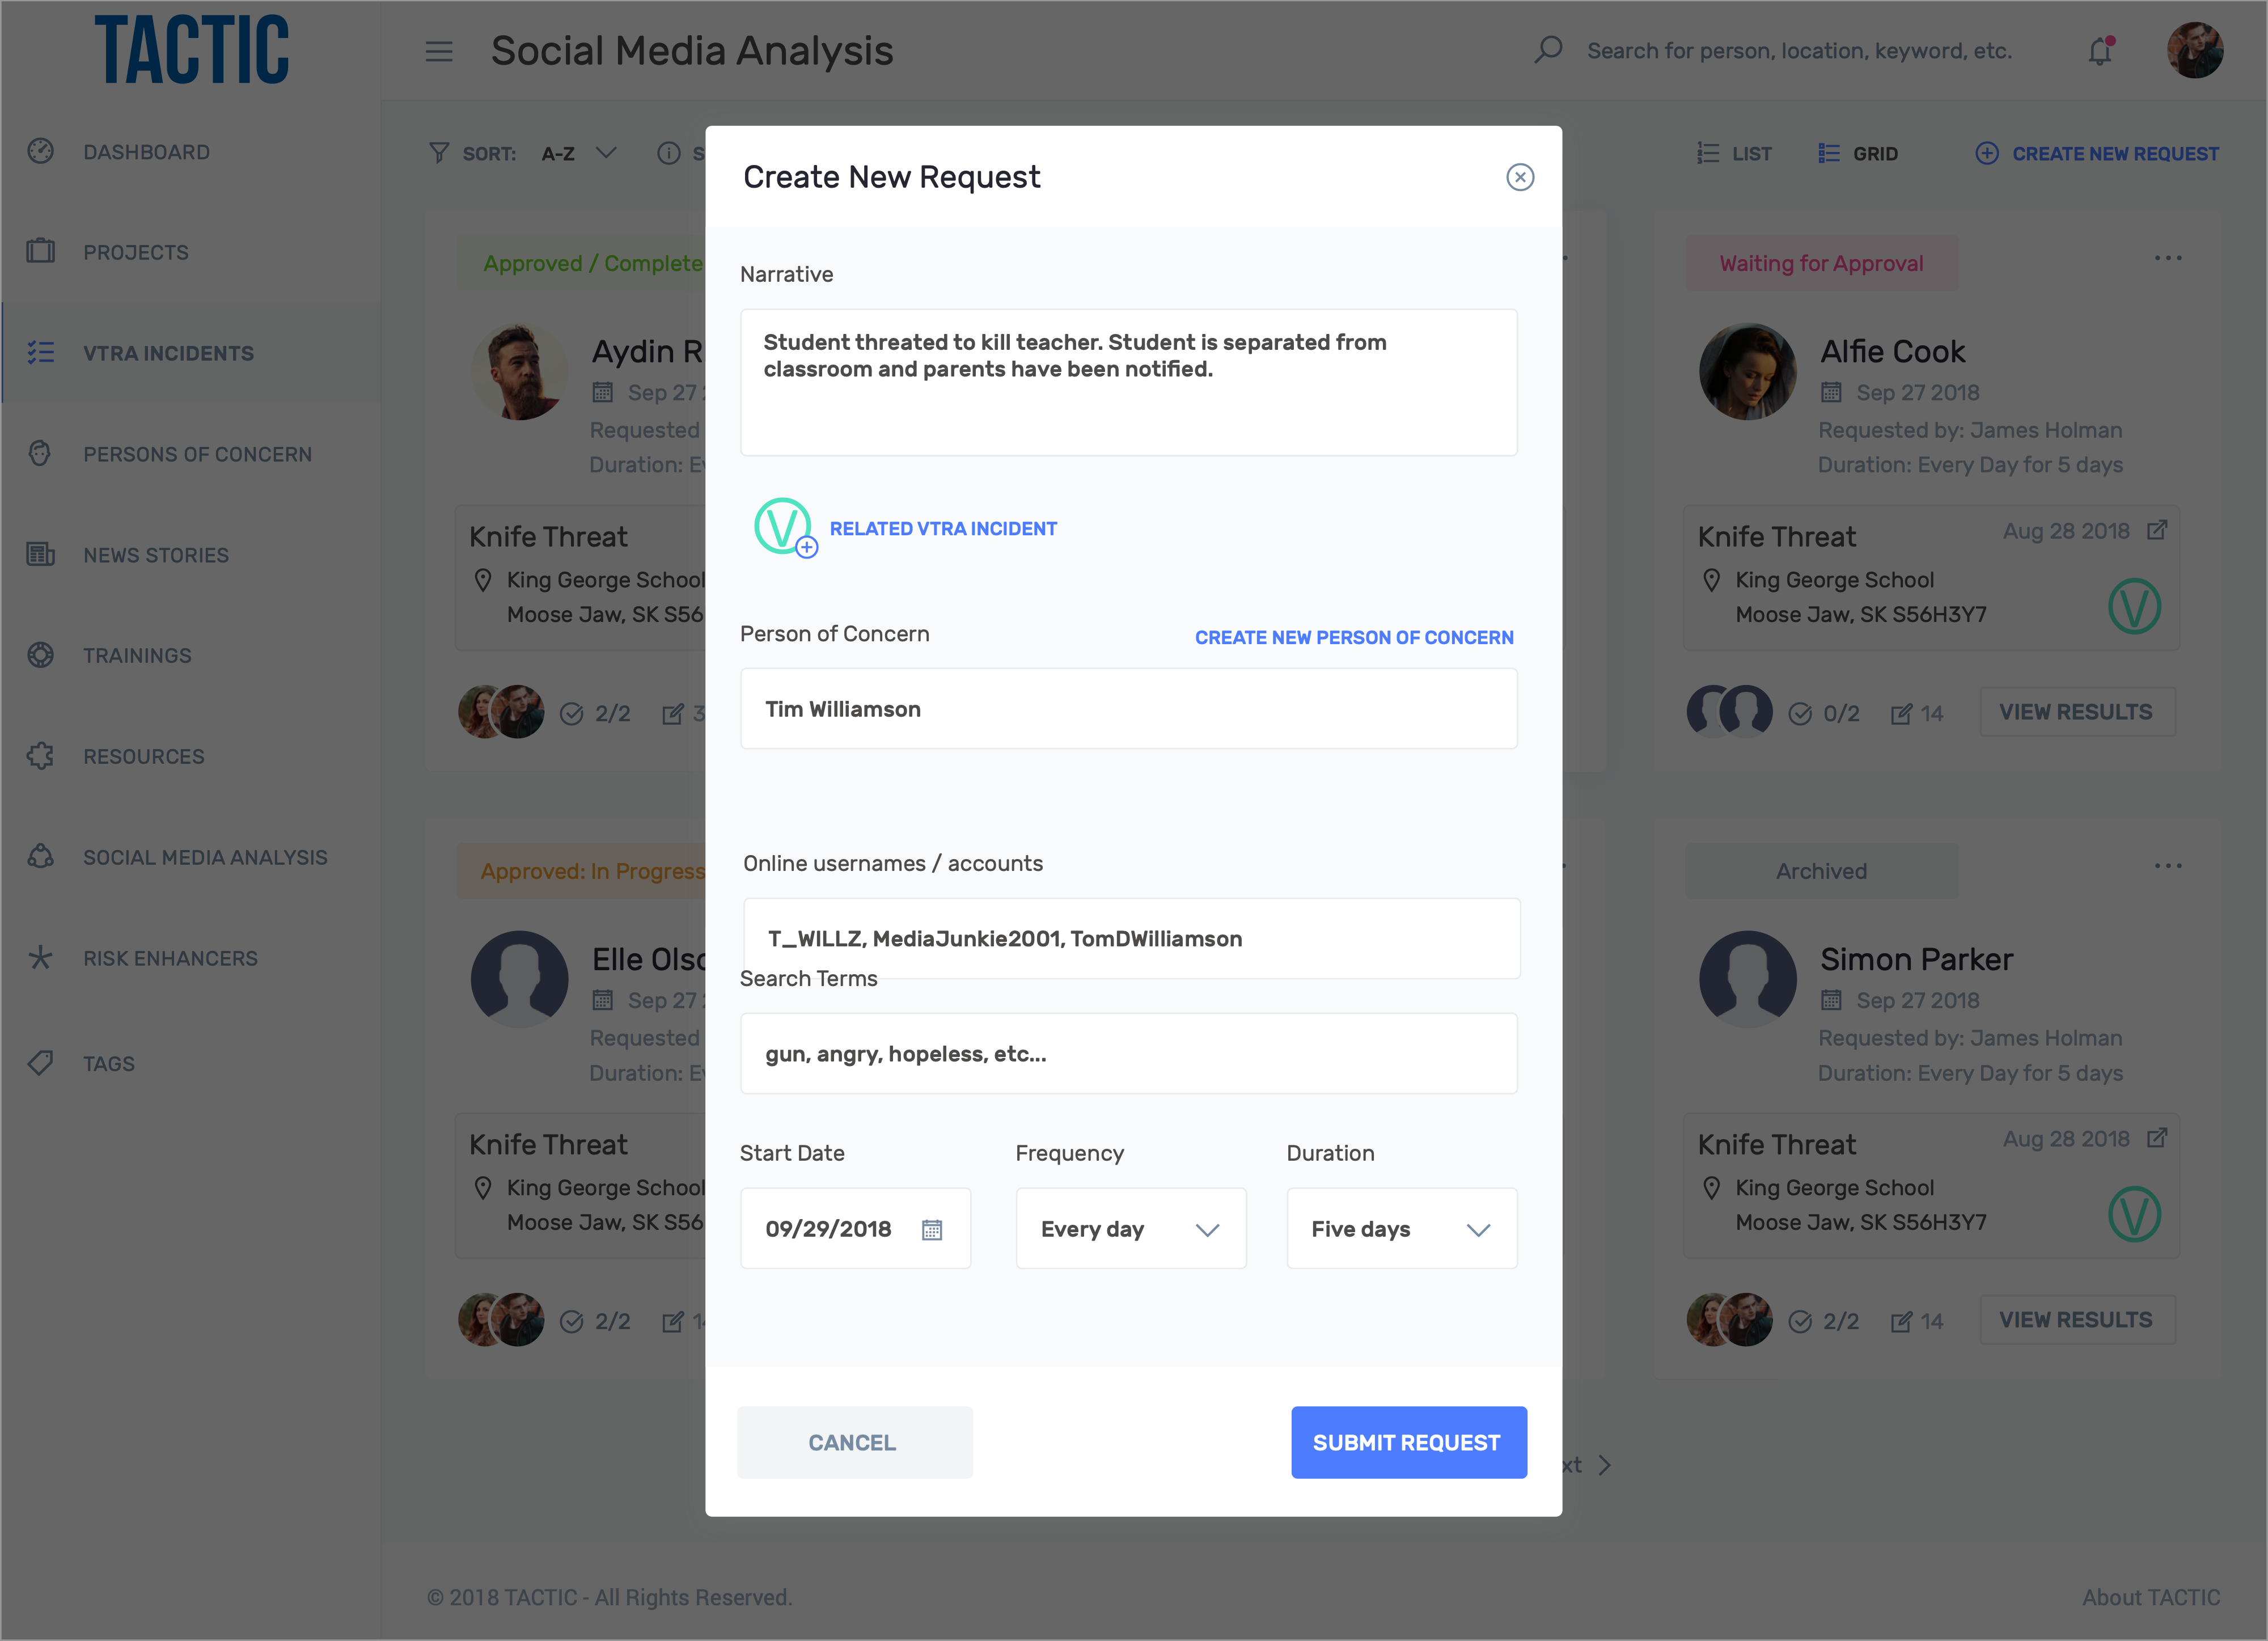 TACTIC
Social Media Analysis
Search for person, location, keyword, etc.
DASHBOARD
PROJECTS
VTRA INCIDENTS
PERSONS OF CONCERN
NEWS STORIES
TRAININGS
RESOURCES
SOCIAL MEDIA ANALYSIS
RISK ENHANCERS
TAGS
SORT: A-Z
S
LIST
GRID
CREATE NEW REQUEST
Approved / Complete
Aydin R
Sep 27
Requested
Duration: Ev
Knife Threat
King George School
Moose Jaw, SK S56
2/2
3
Waiting for Approval
Alfie Cook
Sep 27 2018
Requested by: James Holman
Duration: Every Day for 5 days
Knife Threat
Aug 28 2018
King George School
Moose Jaw, SK S56H3Y7
V
0/2
14
VIEW RESULTS
Approved: In Progress
Elle Olso
Sep 27
Requested
Duration: Ev
Knife Threat
King George School
Moose Jaw, SK S56
2/2
14
Archived
Simon Parker
Sep 27 2018
Requested by: James Holman
Duration: Every Day for 5 days
Knife Threat
Aug 28 2018
King George School
Moose Jaw, SK S56H3Y7
V
2/2
14
VIEW RESULTS
Create New Request
Narrative
Student threated to kill teacher. Student is separated from
classroom and parents have been notified.
V
RELATED VTRA INCIDENT
Person of Concern
CREATE NEW PERSON OF CONCERN
Tim Williamson
Online usernames / accounts
T_WILLZ, MediaJunkie2001, TomDWilliamson
Search Terms
gun, angry, hopeless, etc...
Start Date
Frequency
Duration
09/29/2018
Every day
Five days
CANCEL
SUBMIT REQUEST
xt
© 2018 TACTIC - All Rights Reserved.
About TACTIC